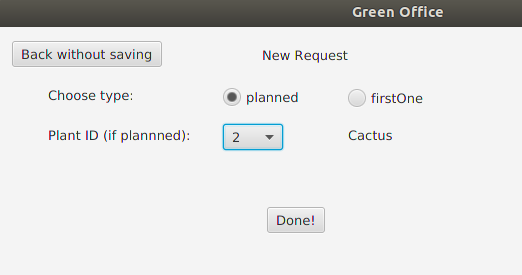 Green Office
Back without saving
New Request
Choose type:
planned
firstOne
Plant ID (if plannned):
2
Cactus
Done!